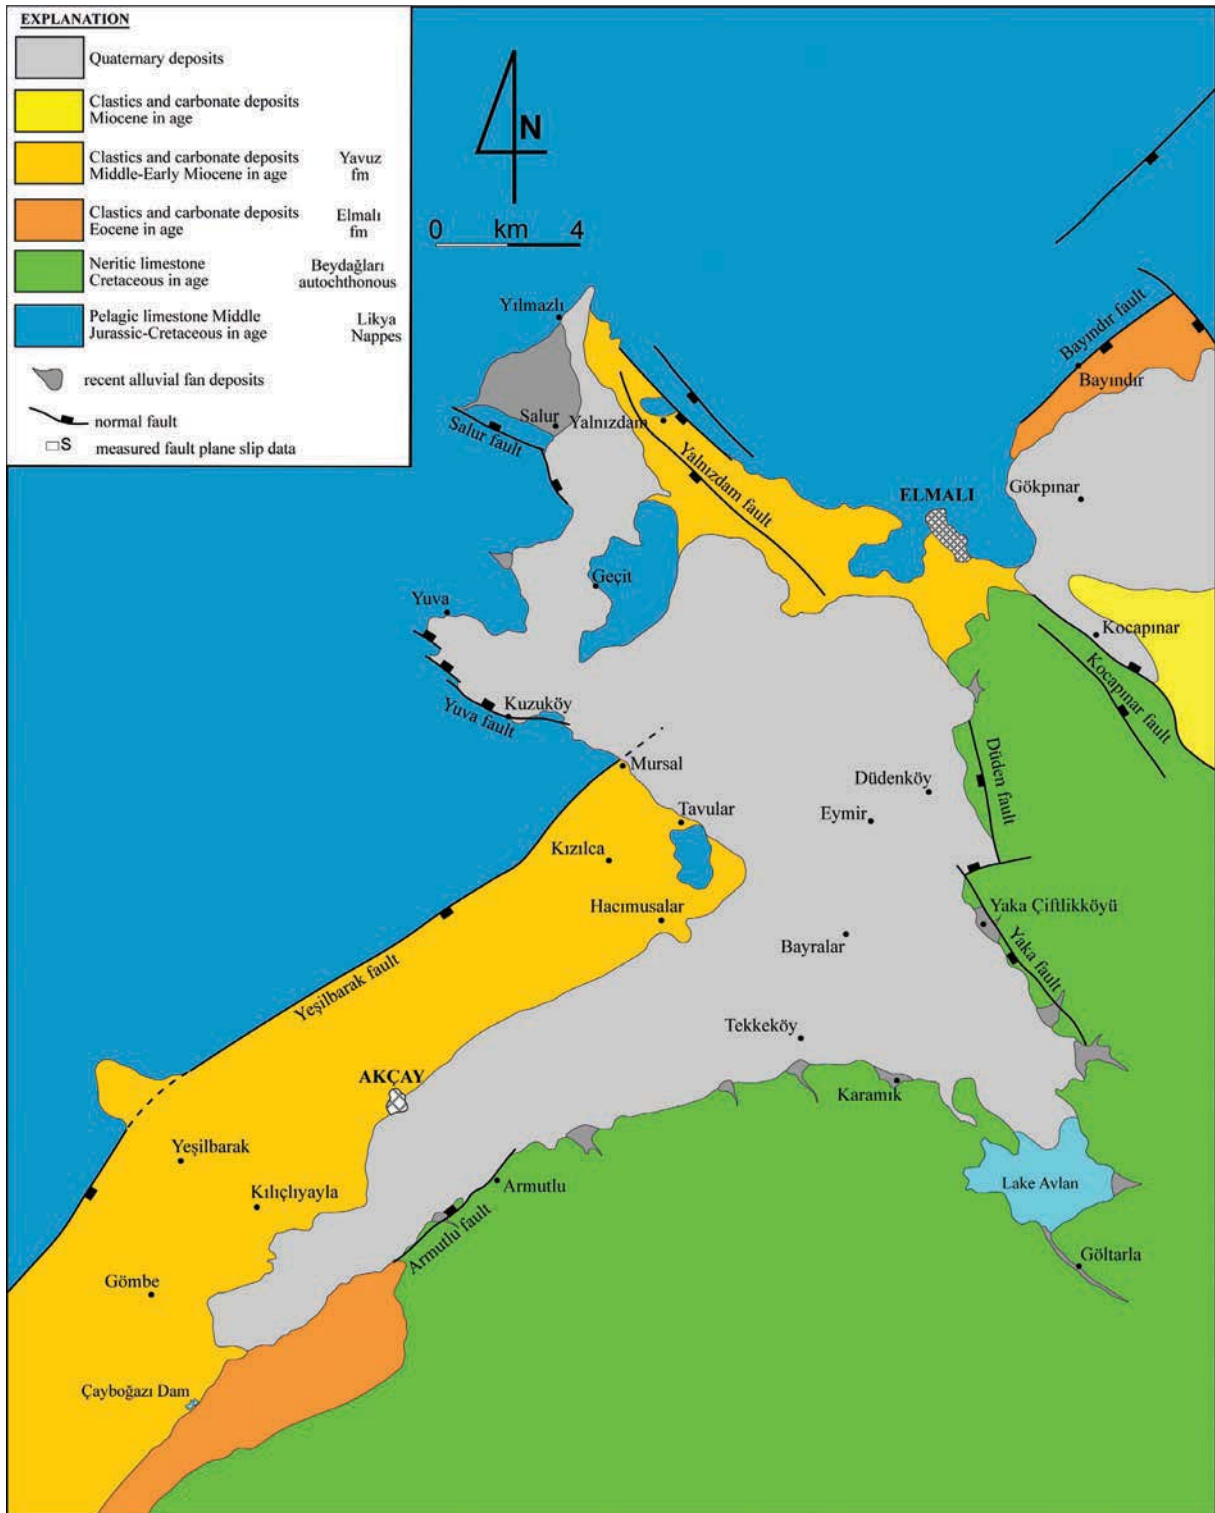 EXPLANATION
Quaternary deposits
Clastics and carbonate deposits
Miocene in age
Clastics and carbonate deposits
Middle-Early Miocene in age
Yavuz
fm
Clastics and carbonate deposits
Eocene in age
Elmalı
fm
Neritic limestone
Cretaceous in age
Beydağları
autochthonous
Pelagic limestone Middle
Jurassic-Cretaceous in age
Likya
Nappes
recent alluvial fan deposits
normal fault
S measured fault plane slip data
N
0 km 4
Yılmazlı
Bayındır fault
Bayındır
Salur
Salur fault
Yalnızdam
Yalnızdam fault
ELMALI
Gökpınar
Geçit
Yuva
Kocapınar
Kocapınar fault
Kuzuköy
Yuva fault
Mursal
Düden fault
Düdenköy
Tavular
Eymir
Kızılca
Hacımusalar
Yaka Çiftlikköyü
Bayralar
Yaka fault
Yeşilbarak fault
Tekkeköy
AKÇAY
Karamık
Yeşilbarak
Armutlu
Lake Avlan
Kılıçlıyayla
Armutlu fault
Göltarla
Gömbe
Çayboğazı Dam